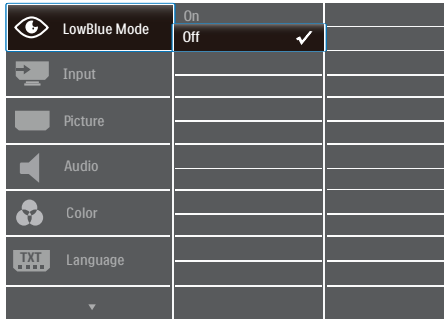 LowBlue Mode
On
Off
Input
Picture
Audio
Color
TXT
Language